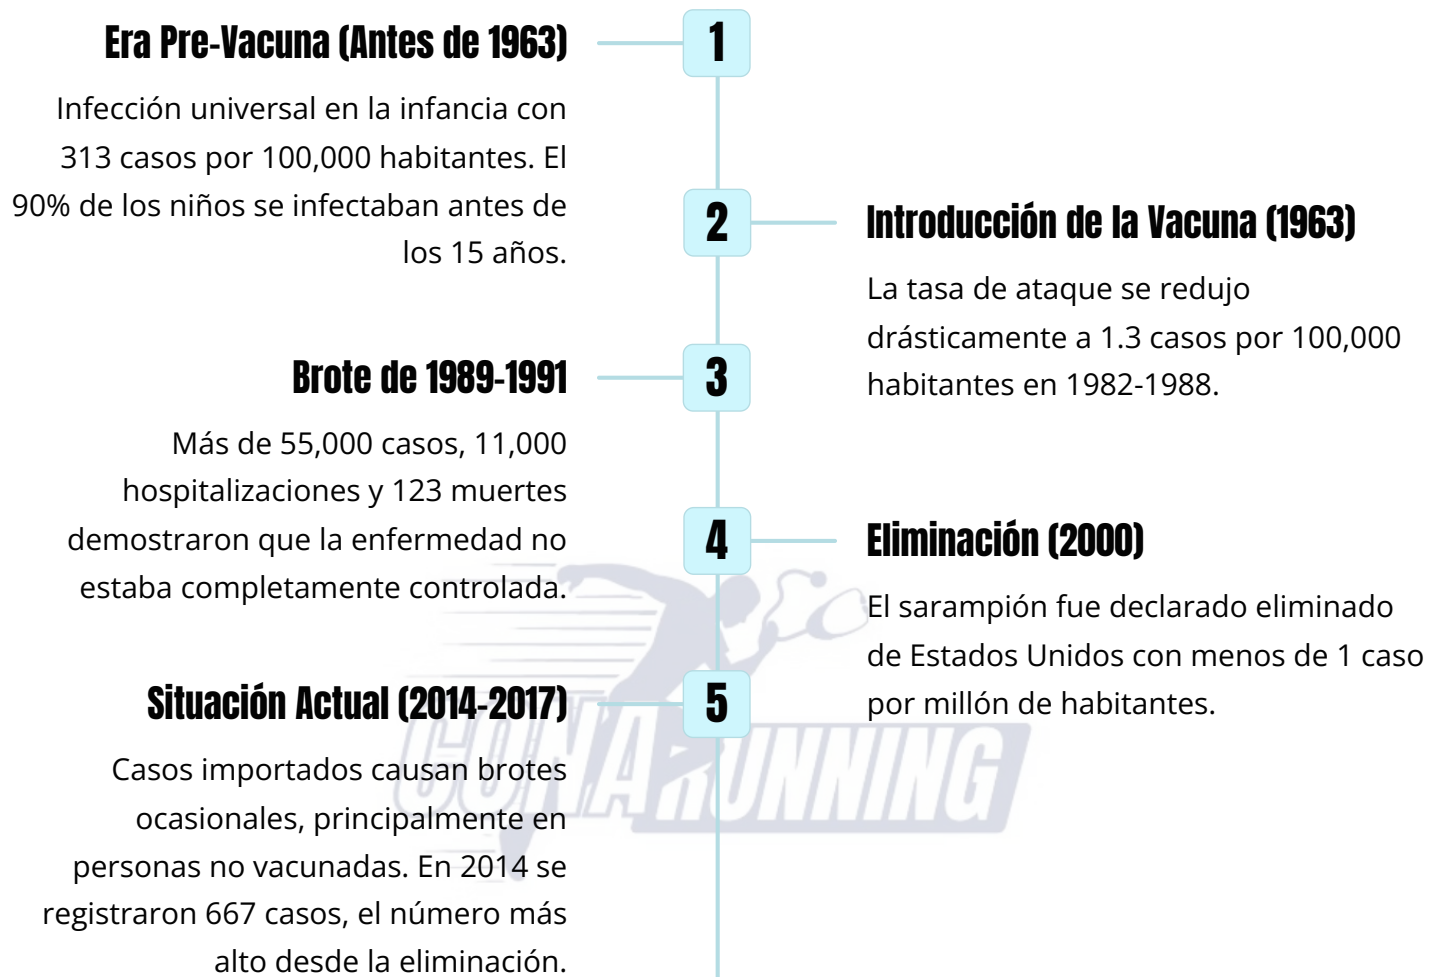 Era Pre-Vacuna (Antes de 1963)
1
Infección universal en la infancia con
313 casos por 100,000 habitantes. El
90% de los niños se infectaban antes de
los 15 años.
2
Introducción de la Vacuna (1963)
La tasa de ataque se redujo
drásticamente a 1.3 casos por 100,000
habitantes en 1982-1988.
Brote de 1989-1991
3
Más de 55,000 casos, 11,000
hospitalizaciones y 123 muertes
demostraron que la enfermedad no
estaba completamente controlada.
4
Eliminación (2000)
El sarampión fue declarado eliminado
de Estados Unidos con menos de 1 caso
por millón de habitantes.
Situación Actual (2014-2017)
5
Casos importados causan brotes
ocasionales, principalmente en
personas no vacunadas. En 2014 se
registraron 667 casos, el número más
alto desde la eliminación.
CONARUNNING